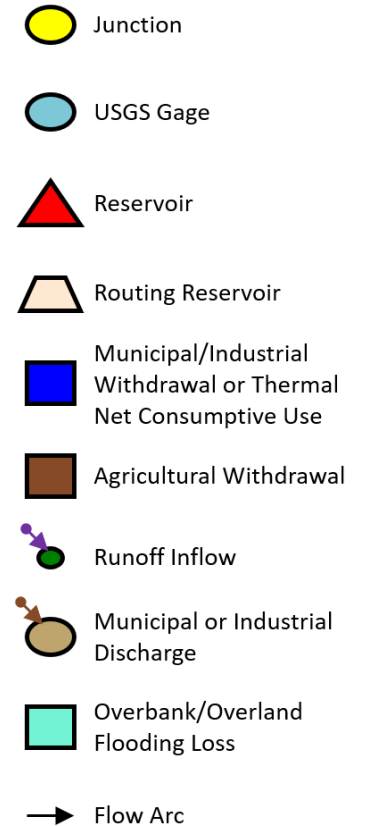 Junction
USGS Gage
Reservoir
Routing Reservoir
Municipal/Industrial
Withdrawal or Thermal
Net Consumptive Use
Agricultural Withdrawal
Runoff Inflow
Municipal or Industrial
Discharge
Overbank/Overland
Flooding Loss
Flow Arc